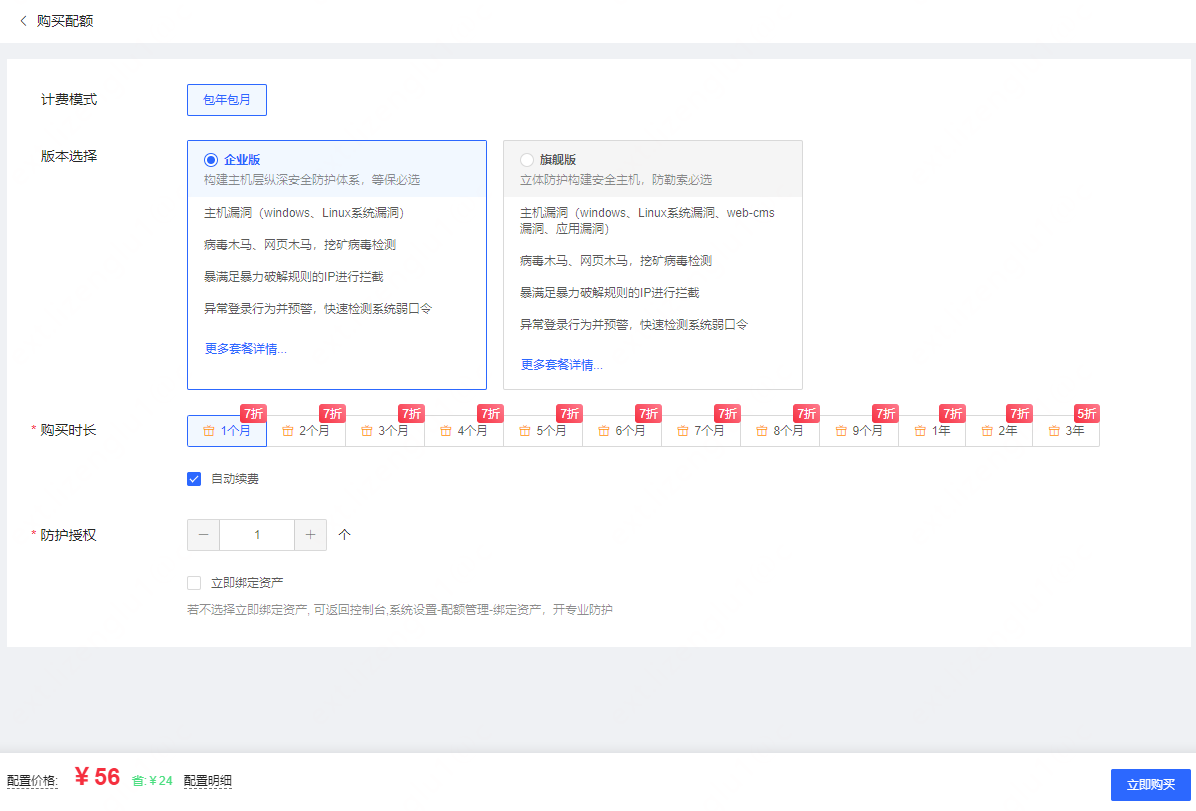 购买配额
计费模式
包年包月
版本选择
企业版
构建主机层纵深安全防护体系，等保必选
主机漏洞（windows、Linux系统漏洞）
病毒木马、网页木马，挖矿病毒检测
暴满足暴力破解规则的IP进行拦截
异常登录行为并预警，快速检测系统弱口令
更多套餐详情...
旗舰版
立体防护构建安全主机，防勒索必选
主机漏洞（windows、Linux系统漏洞、web-cms
漏洞、应用漏洞）
病毒木马、网页木马，挖矿病毒检测
暴满足暴力破解规则的IP进行拦截
异常登录行为并预警，快速检测系统弱口令
更多套餐详情...
7折 7折 7折 7折 7折 7折 7折 7折 7折 7折 7折 5折
* 购买时长
1个月 2个月 3个月 4个月 5个月 6个月 7个月 8个月 9个月 1年 2年 3年
自动续费
* 防护授权
− 1 + 个
立即绑定资产
若不选择立即绑定资产, 可返回控制台,系统设置-配额管理-绑定资产，开专业防护
配置价格: ¥ 56 省: ¥ 24 配置明细
立即购买